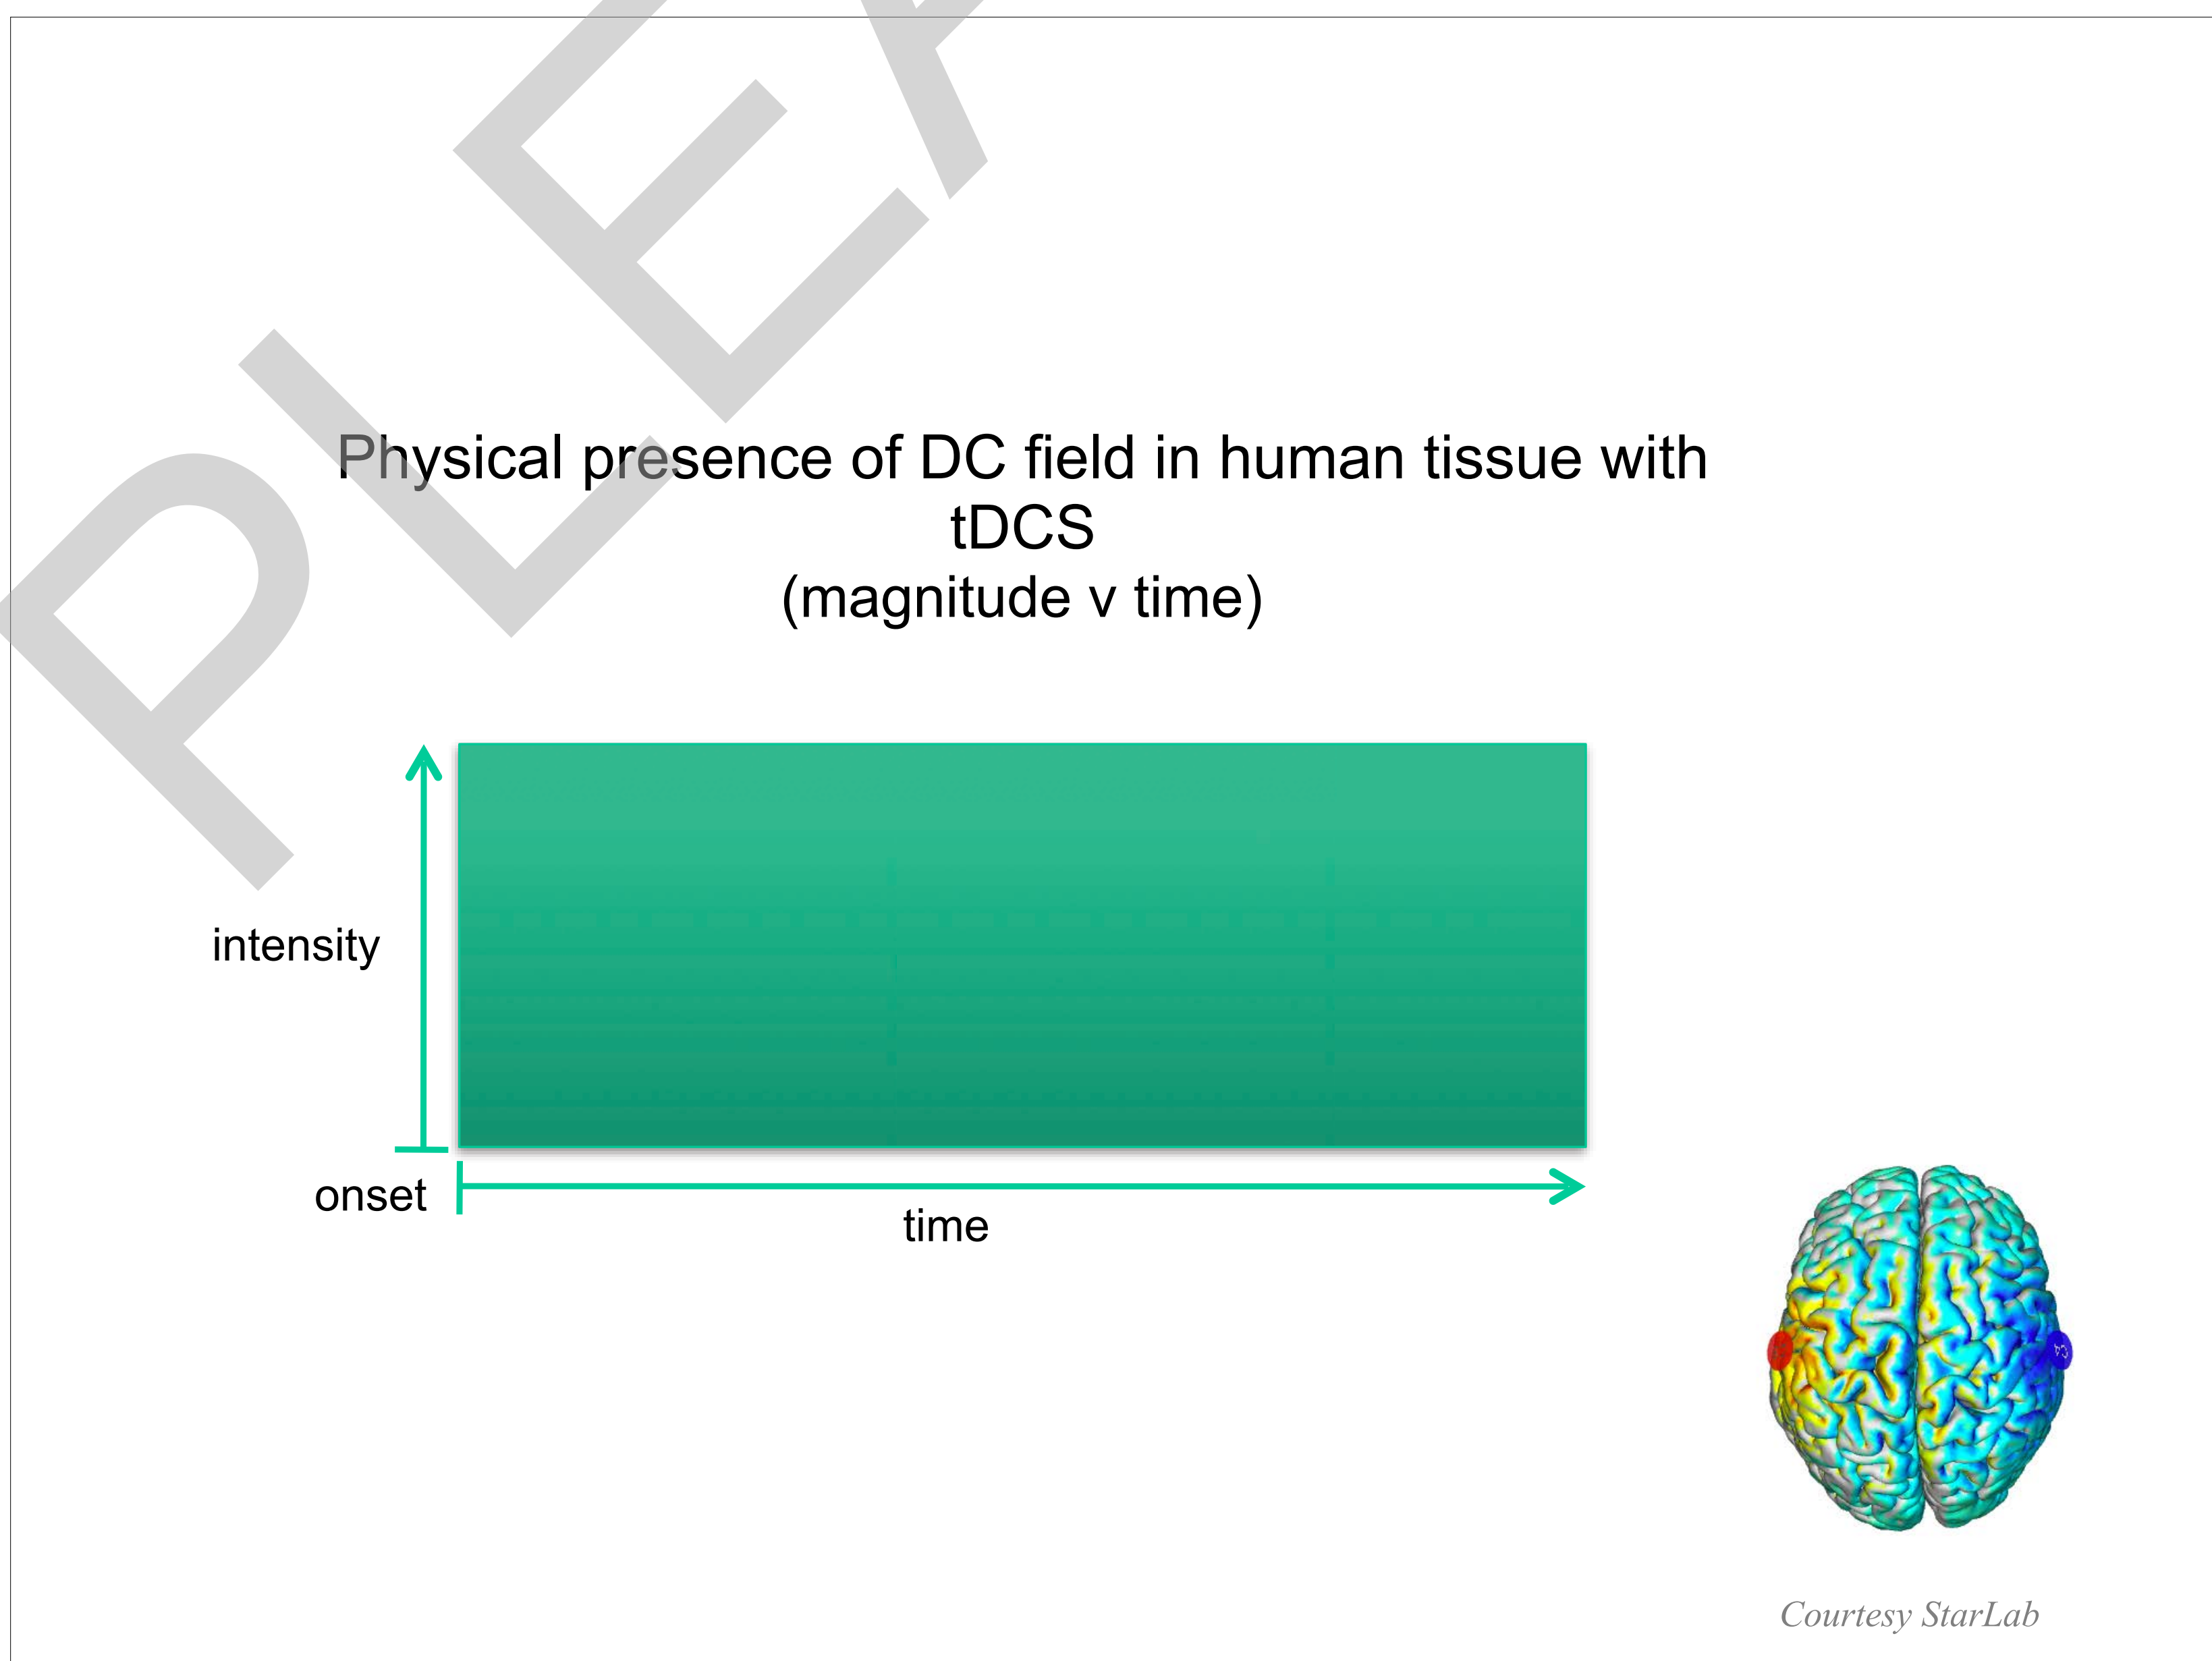 Physical presence of DC field in human tissue with
tDCS
(magnitude v time)
intensity
onset
time
Courtesy StarLab